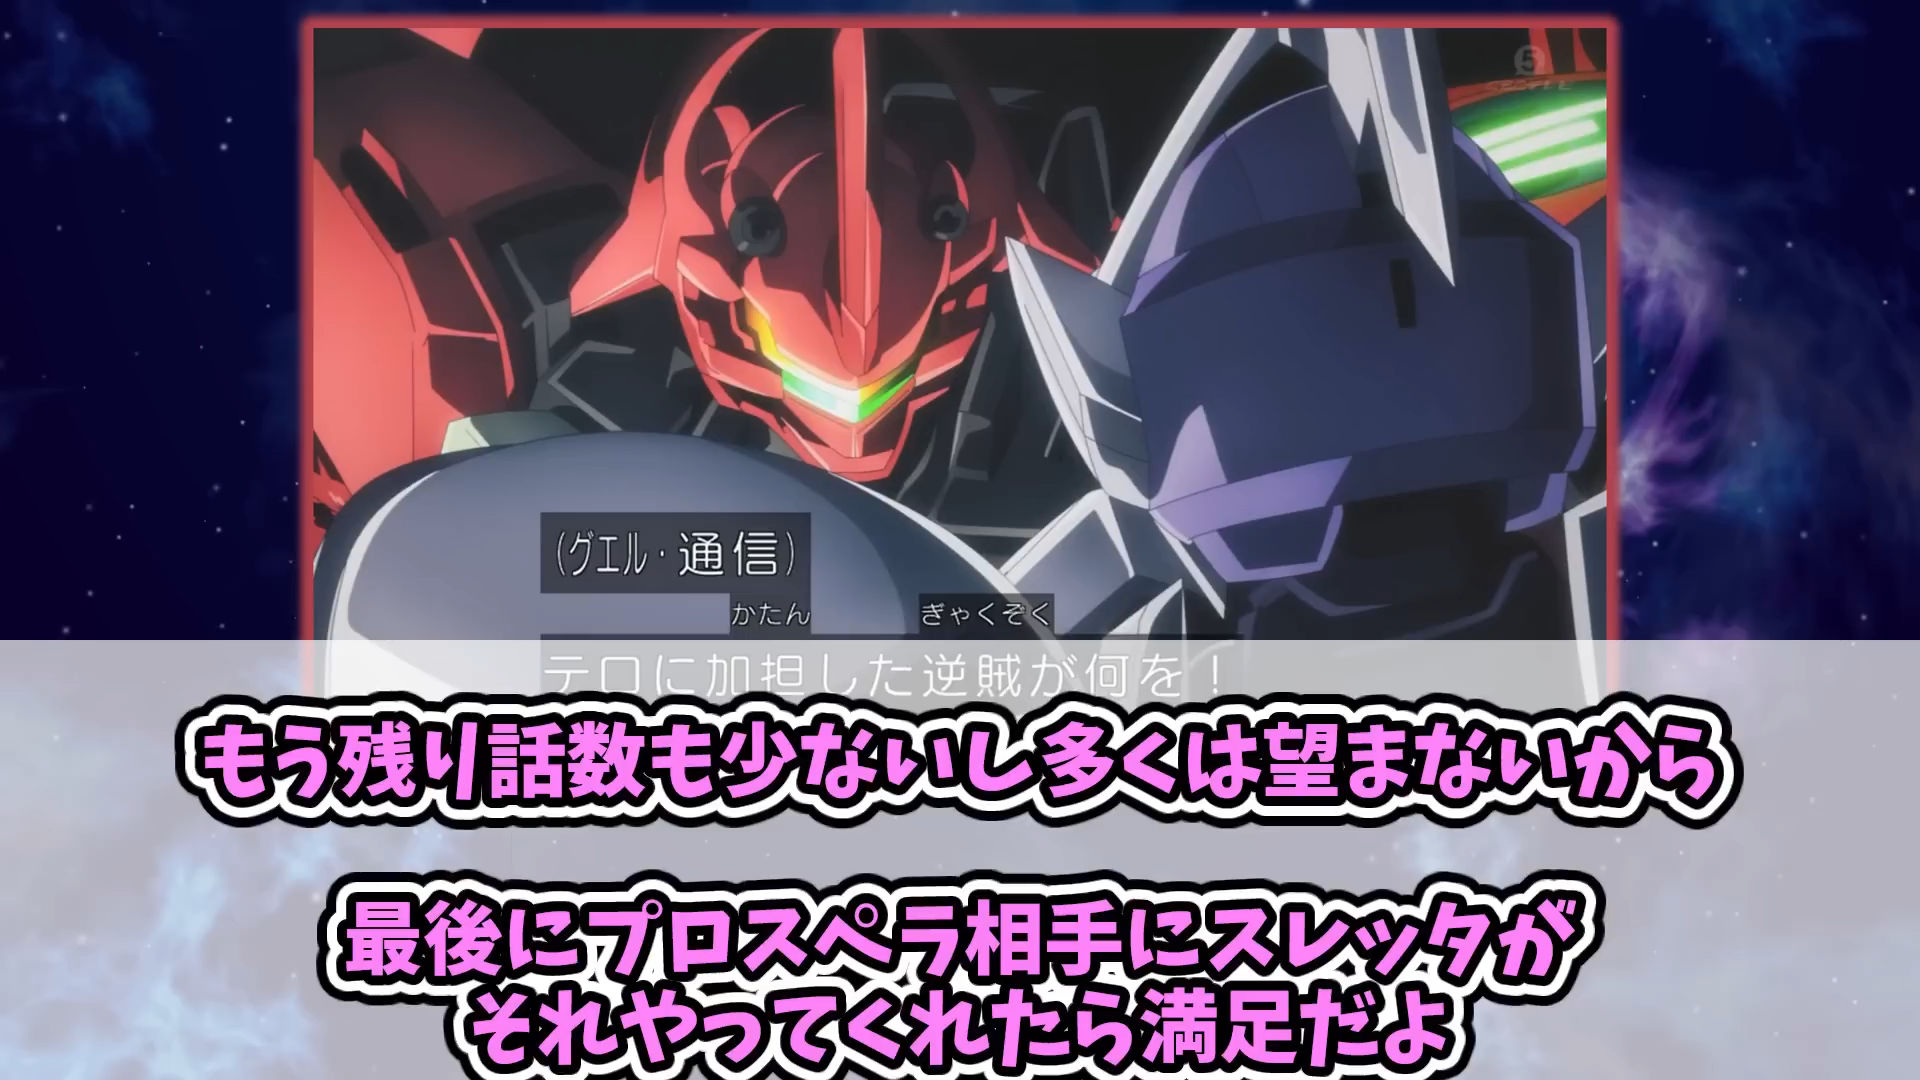 5
(グエル・通信)
かたん ぎゃくぞく
テロに加担した逆賊が何を!
もう残り話数も少ないし多くは望まないから
最後にプロスペラ相手にスレッタが
それやってくれたら満足だよ